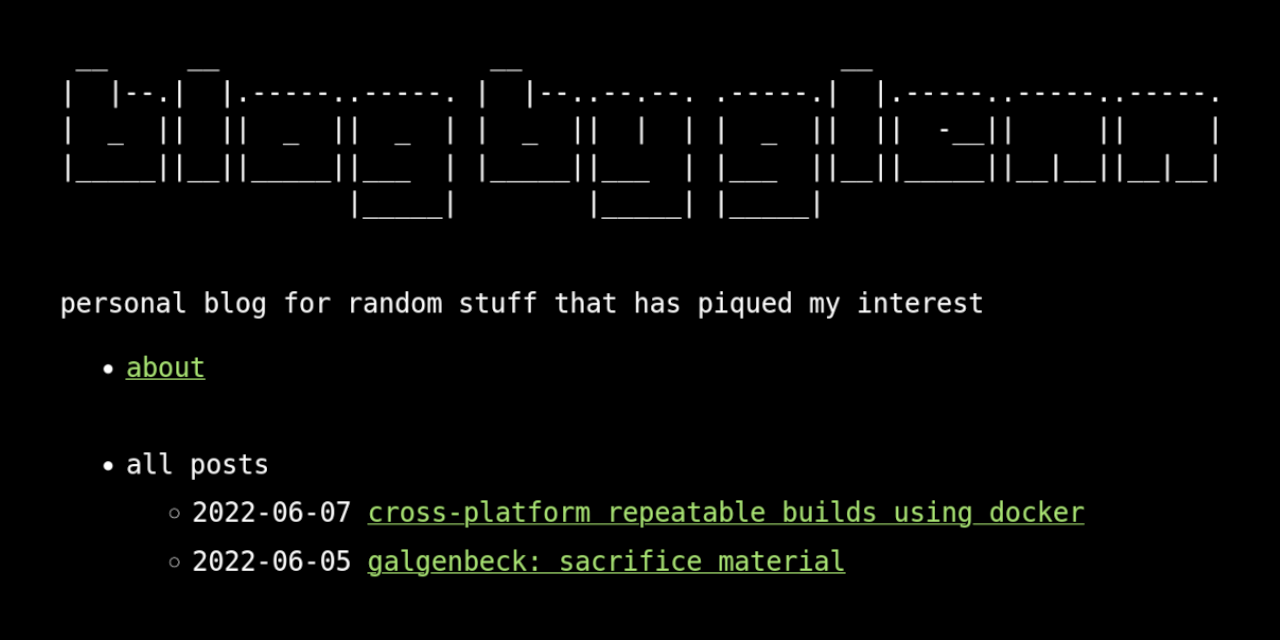 blog by glenn
personal blog for random stuff that has piqued my interest
about
all posts
2022-06-07 cross-platform repeatable builds using docker
2022-06-05 galgenbeck: sacrifice material